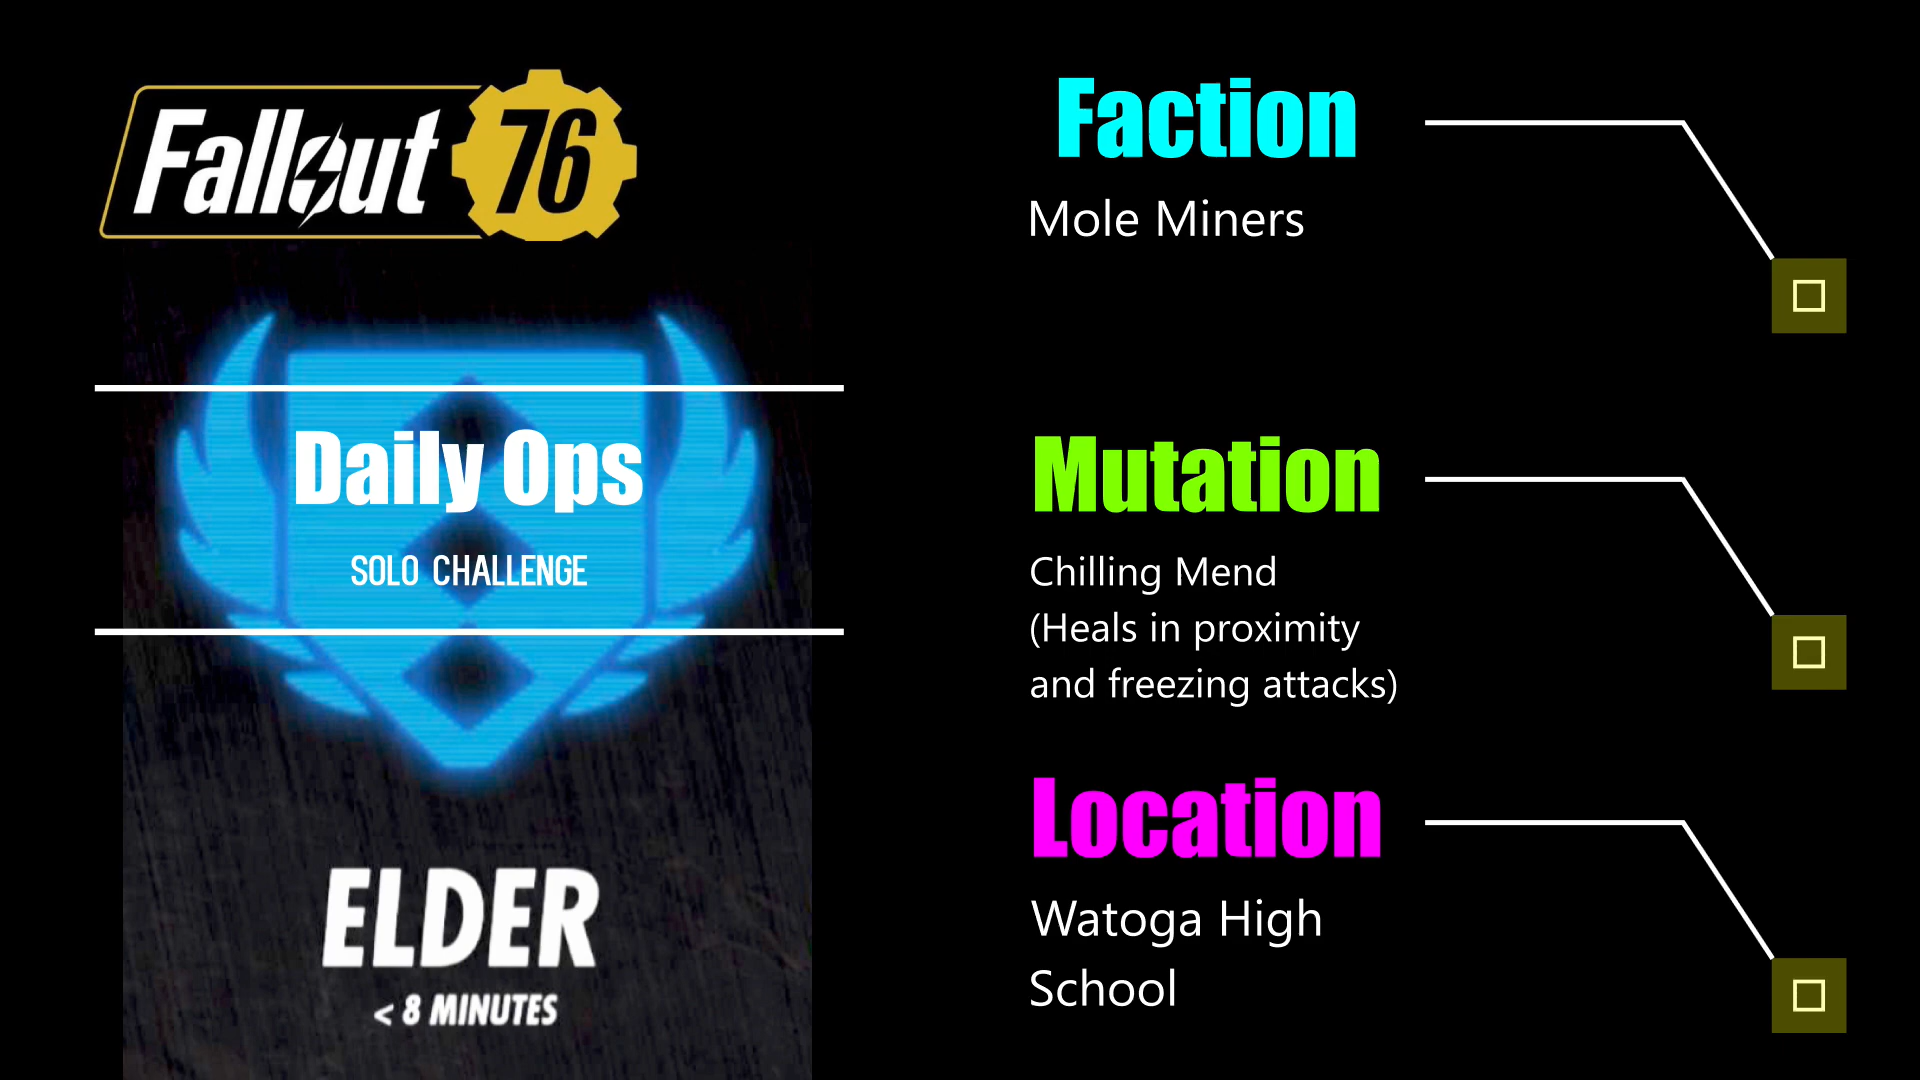 Fallout 76
Daily Ops
SOLO CHALLENGE
ELDER
< 8 MINUTES
Faction
Mole Miners
Mutation
Chilling Mend
(Heals in proximity
and freezing attacks)
Location
Watoga High
School